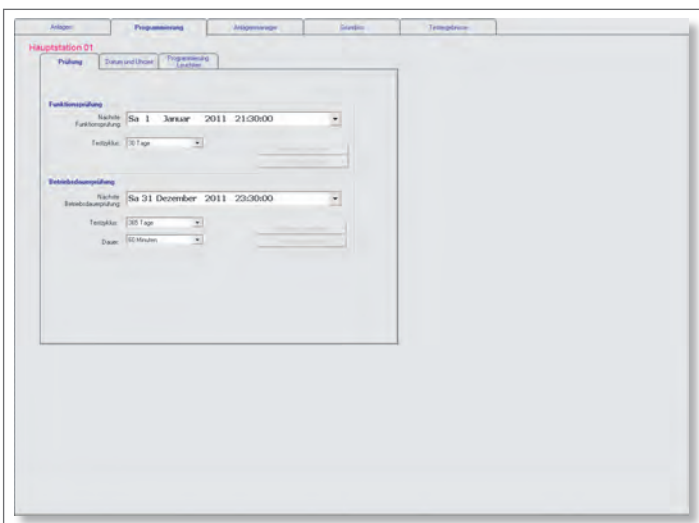 Anlagen Programmierung Anlagenmanager Grundriss Testergebnisse
Hauptstation 01
Prüfung Datum und Uhrzeit Programmierung Leuchten
Funktionsprüfung
Nächste Funktionsprüfung: Sa 1 Januar 2011 21:30:00
Testzyklus: 30 Tage
Betriebsdauerprüfung
Nächste Betriebsdauerprüfung: Sa 31 Dezember 2011 23:30:00
Testzyklus: 365 Tage
Dauer: 60 Minuten